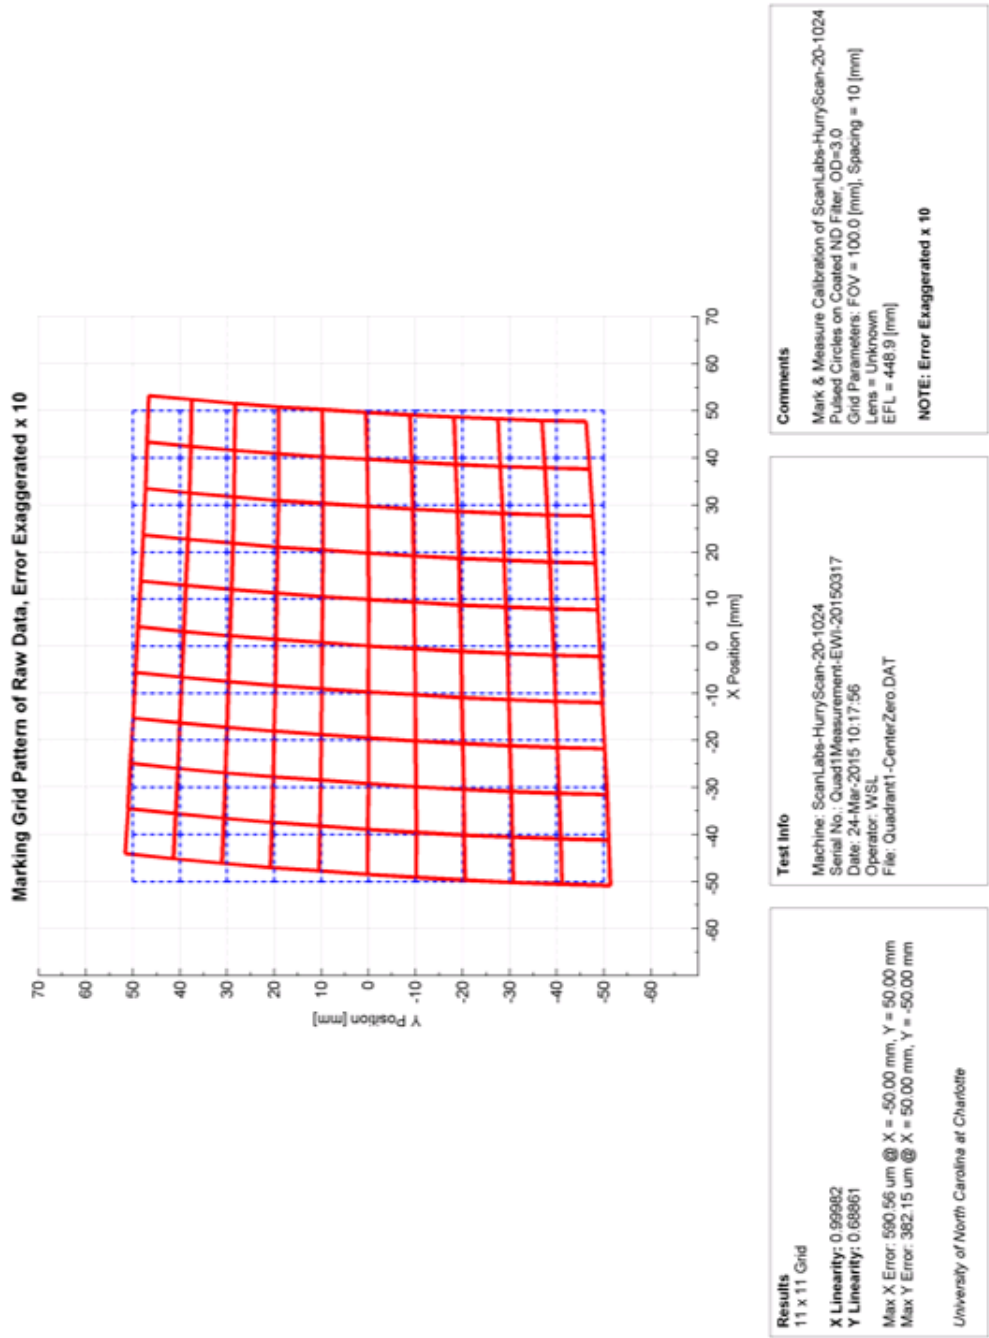 Marking Grid Pattern of Raw Data, Error Exaggerated x 10
70
60
50
40
30
20
10
0
-10
-20
-30
-40
-50
-60
Y Position [mm]
-60
-50
-40
-30
-20
-10
0
10
20
30
40
50
60
70
X Position [mm]
Results
11 x 11 Grid
X Linearity: 0.99982
Y Linearity: 0.68861
Max X Error: 590.56 um @ X = -50.00 mm, Y = 50.00 mm
Max Y Error: 382.15 um @ X = 50.00 mm, Y = -50.00 mm
University of North Carolina at Charlotte
Test Info
Machine: ScanLabs-HurryScan-20-1024
Serial No.: Quad1Measurement-EWI-20150317
Date: 24-Mar-2015 10:17:56
Operator: WSL
File: Quadrant1-CenterZero.DAT
Comments
Mark & Measure Calibration of ScanLabs-HurryScan-20-1024
Pulsed Circles on Coated ND Filter, OD=3.0
Grid Parameters: FOV = 100.0 [mm], Spacing = 10 [mm]
Lens = Unknown
EFL = 448.9 [mm]
NOTE: Error Exaggerated x 10